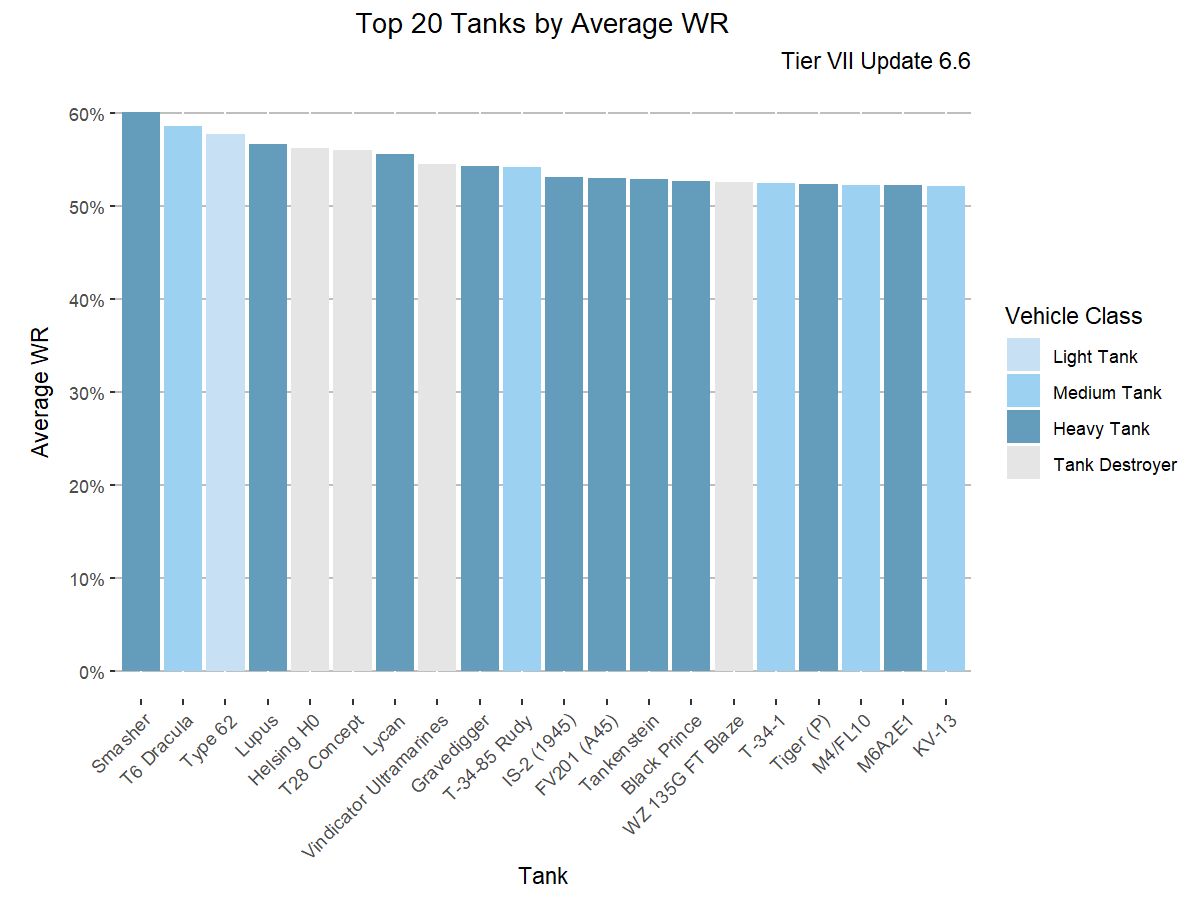 Top 20 Tanks by Average WR
Tier VII Update 6.6
60%
50%
40%
30%
20%
10%
0%
Average WR
Smasher
T6 Dracula
Type 62
Lupus
Helsing H0
T28 Concept
Lycan
Vindicator Ultramarines
Gravedigger
T-34-85 Rudy
IS-2 (1945)
FV201 (A45)
Tankenstein
Black Prince
WZ 135G FT Blaze
T-34-1
Tiger (P)
M4/FL10
M6A2E1
KV-13
Tank
Vehicle Class
Light Tank
Medium Tank
Heavy Tank
Tank Destroyer